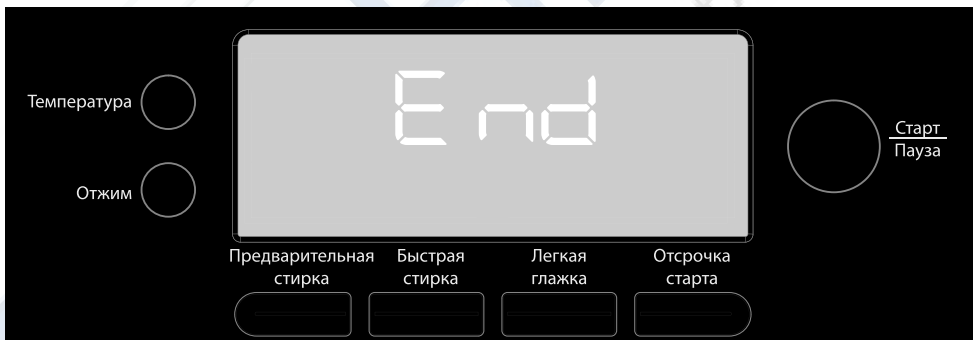 End
Температура
Отжим
Старт
Пауза
Предварительная
стирка
Быстрая
стирка
Легкая
глажка
Отсрочка
старта